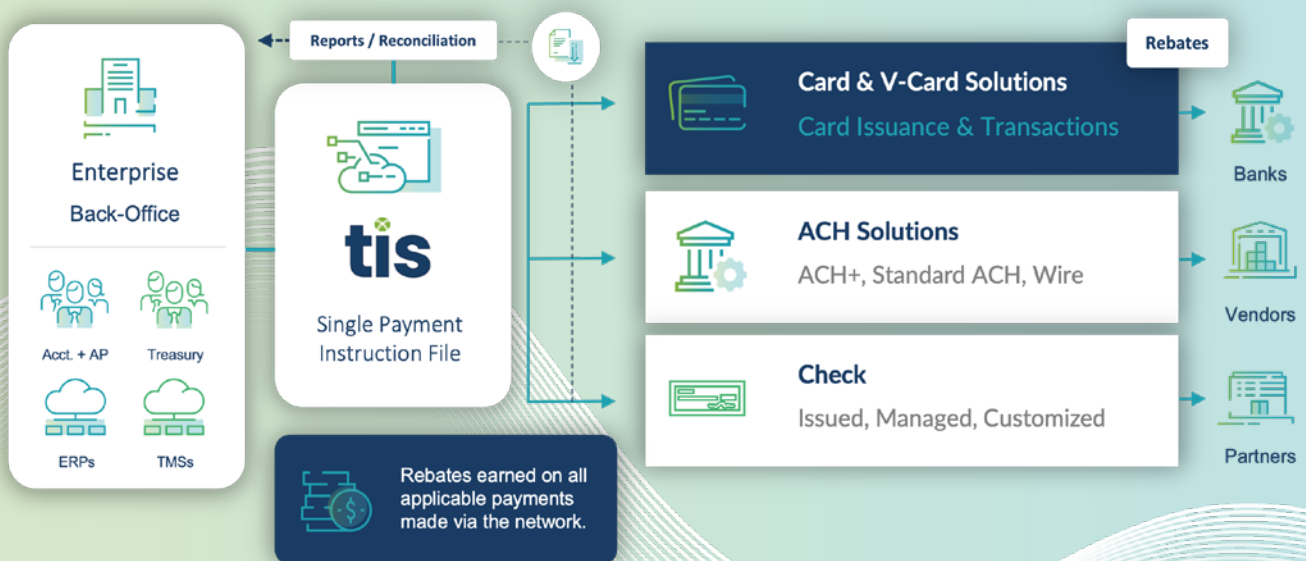 Enterprise
Back-Office
Acct. + AP
Treasury
ERPs
TMSs
Reports / Reconciliation
tis
Single Payment
Instruction File
Rebates earned on all
applicable payments
made via the network.
Rebates
Card & V-Card Solutions
Card Issuance & Transactions
ACH Solutions
ACH+, Standard ACH, Wire
Check
Issued, Managed, Customized
Banks
Vendors
Partners